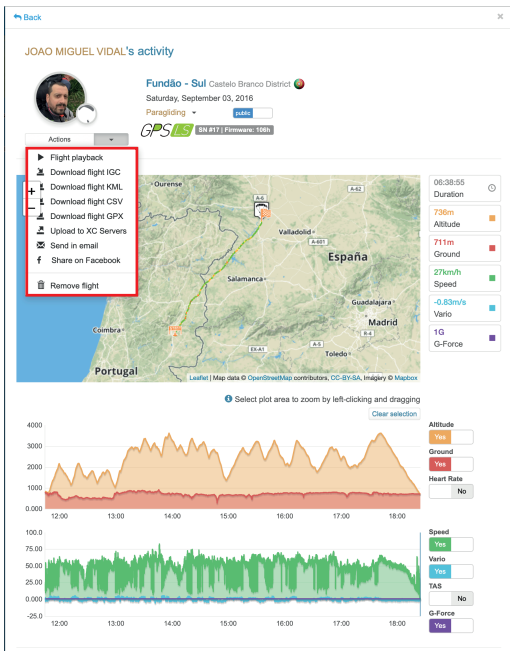 Back
×
JOAO MIGUEL VIDAL's activity
Fundão - Sul Castelo Branco District
Saturday, September 03, 2016
Paragliding public
GPS LS SN #17 | Firmware: 106h
Actions
Flight playback
Download flight IGC
Download flight KML
Download flight CSV
Download flight GPX
Upload to XC Servers
Send in email
Share on Facebook
Remove flight
+
−
Ourense
A-6
A-62
Valladolid
A-601
España
Salamanca
Guadalajara
Madrid
R-4
Coimbra
EX-A1
A-5
Toledo
Portugal
Leaflet | Map data © OpenStreetMap contributors, CC-BY-SA, Imagery © Mapbox
06:38:55
Duration
736m
Altitude
711m
Ground
27km/h
Speed
-0.83m/s
Vario
1G
G-Force
Select plot area to zoom by left-clicking and dragging
Clear selection
4000
3000
2000
1000
0.000
12:00 13:00 14:00 15:00 16:00 17:00 18:00
Altitude
Yes
Ground
Yes
Heart Rate
No
100.0
75.00
50.00
25.00
0.000
-25.0
12:00 13:00 14:00 15:00 16:00 17:00 18:00
Speed
Yes
Vario
Yes
TAS
No
G-Force
Yes